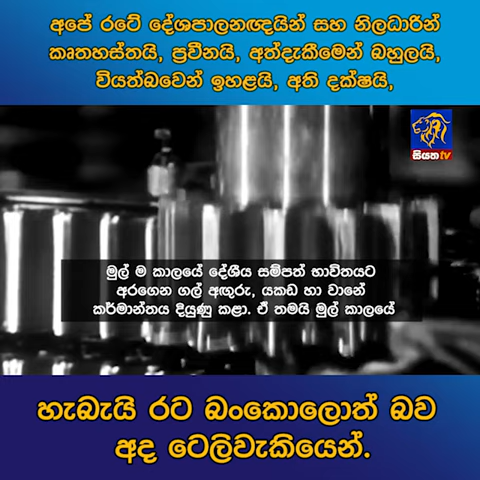 අපේ රටේ දේශපාලනඥයින් සහ නිලධාරින්
කෘතහස්තයි, ප්‍රවීනයි, අත්දැකීමෙන් බහුලයි,
වියත්බවෙන් ඉහළයි, අති දක්ෂයි,
සියත tv
මුල් ම කාලයේ දේශීය සම්පත් භාවිතයට
අරගෙන ගල් අඟුරු, යකඩ හා වානේ
කර්මාන්තය දියුණු කළා. ඒ තමයි මුල් කාලයේ
හැබැයි රට බංකොලොත් බව
අද ටෙලිවැකියෙන්.